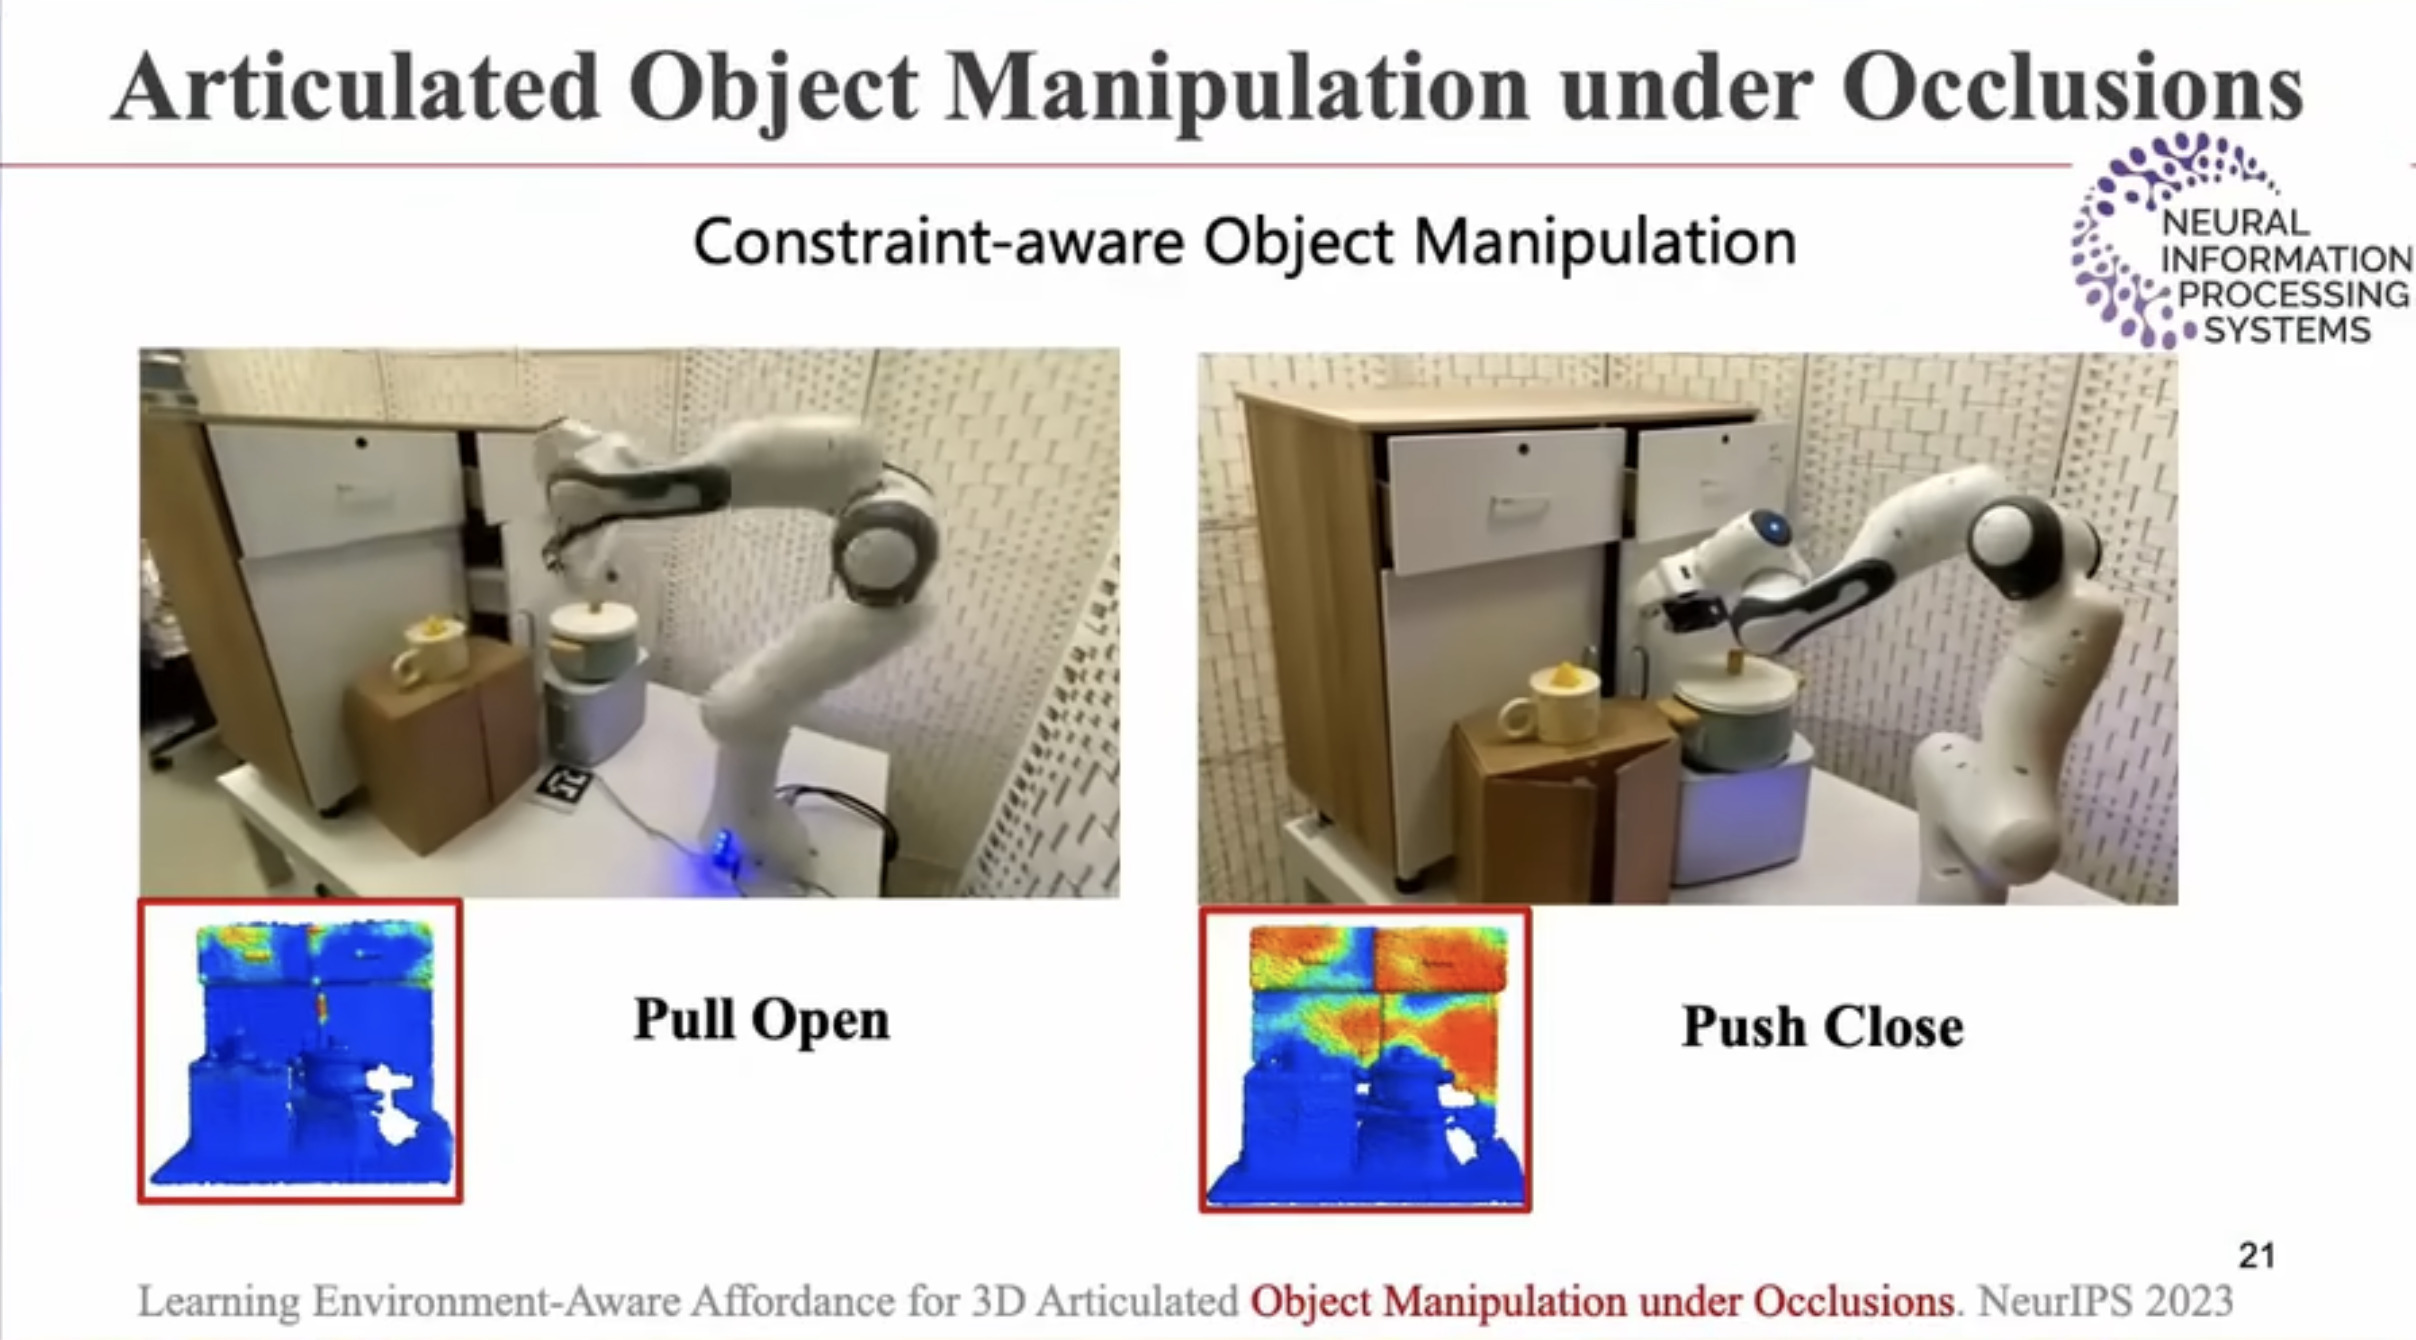 Articulated Object Manipulation under Occlusions
Constraint-aware Object Manipulation
NEURAL
INFORMATION
PROCESSING
SYSTEMS
Pull Open
Push Close
21
Learning Environment-Aware Affordance for 3D Articulated Object Manipulation under Occlusions. NeurIPS 2023